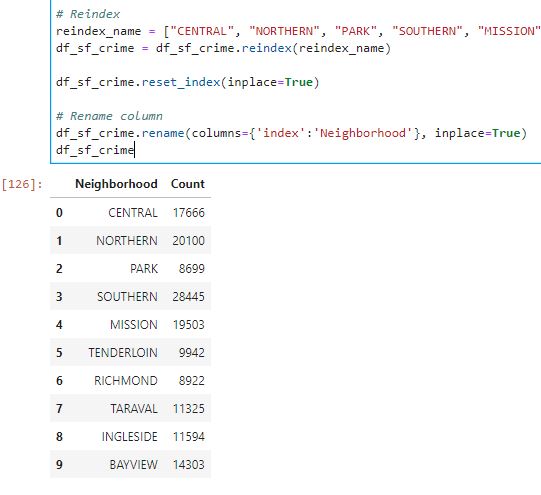 # Reindex
reindex_name = ["CENTRAL", "NORTHERN", "PARK", "SOUTHERN", "MISSION"
df_sf_crime = df_sf_crime.reindex(reindex_name)
df_sf_crime.reset_index(inplace=True)
# Rename column
df_sf_crime.rename(columns={'index':'Neighborhood'}, inplace=True)
df_sf_crime
[126]:
Neighborhood Count
0 CENTRAL 17666
1 NORTHERN 20100
2 PARK 8699
3 SOUTHERN 28445
4 MISSION 19503
5 TENDERLOIN 9942
6 RICHMOND 8922
7 TARAVAL 11325
8 INGLESIDE 11594
9 BAYVIEW 14303